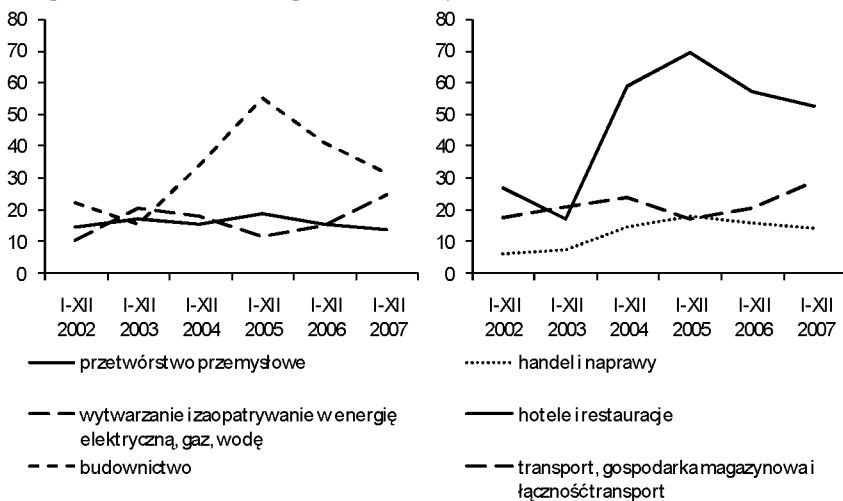 80
70
60
50
40
30
20
10
0
I-XII I-XII I-XII I-XII I-XII I-XII
2002 2003 2004 2005 2006 2007
przetwórstwo przemysłowe
wytwarzanie i zaopatrywanie w energię
elektryczną, gaz, wodę
budownictwo
80
70
60
50
40
30
20
10
0
I-XII I-XII I-XII I-XII I-XII I-XII
2002 2003 2004 2005 2006 2007
handel i naprawy
hotele i restauracje
transport, gospodarka magazynowa i
łącznośćtransport